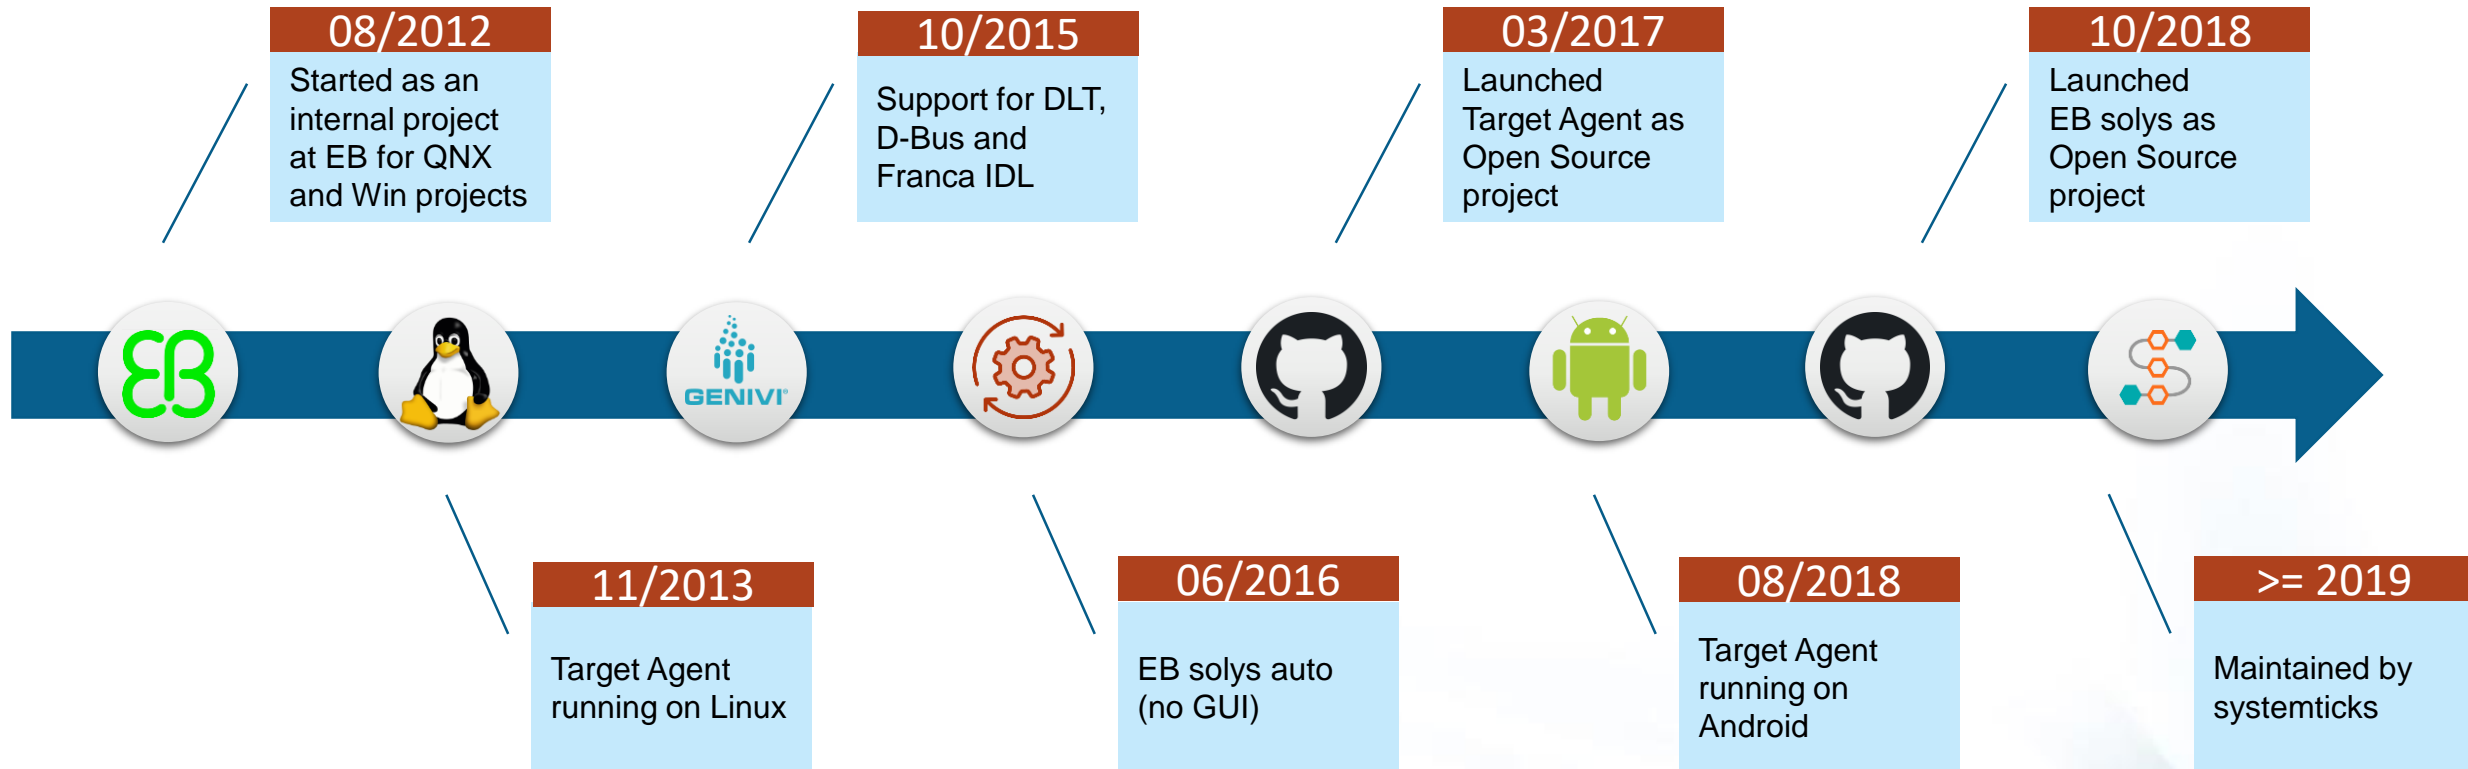 08/2012
Started as an
internal project
at EB for QNX
and Win projects
10/2015
Support for DLT,
D-Bus and
Franca IDL
03/2017
Launched
Target Agent as
Open Source
project
10/2018
Launched
EB solys as
Open Source
project
EB
GENIVI®
11/2013
Target Agent
running on Linux
06/2016
EB solys auto
(no GUI)
08/2018
Target Agent
running on
Android
>= 2019
Maintained by
systemticks